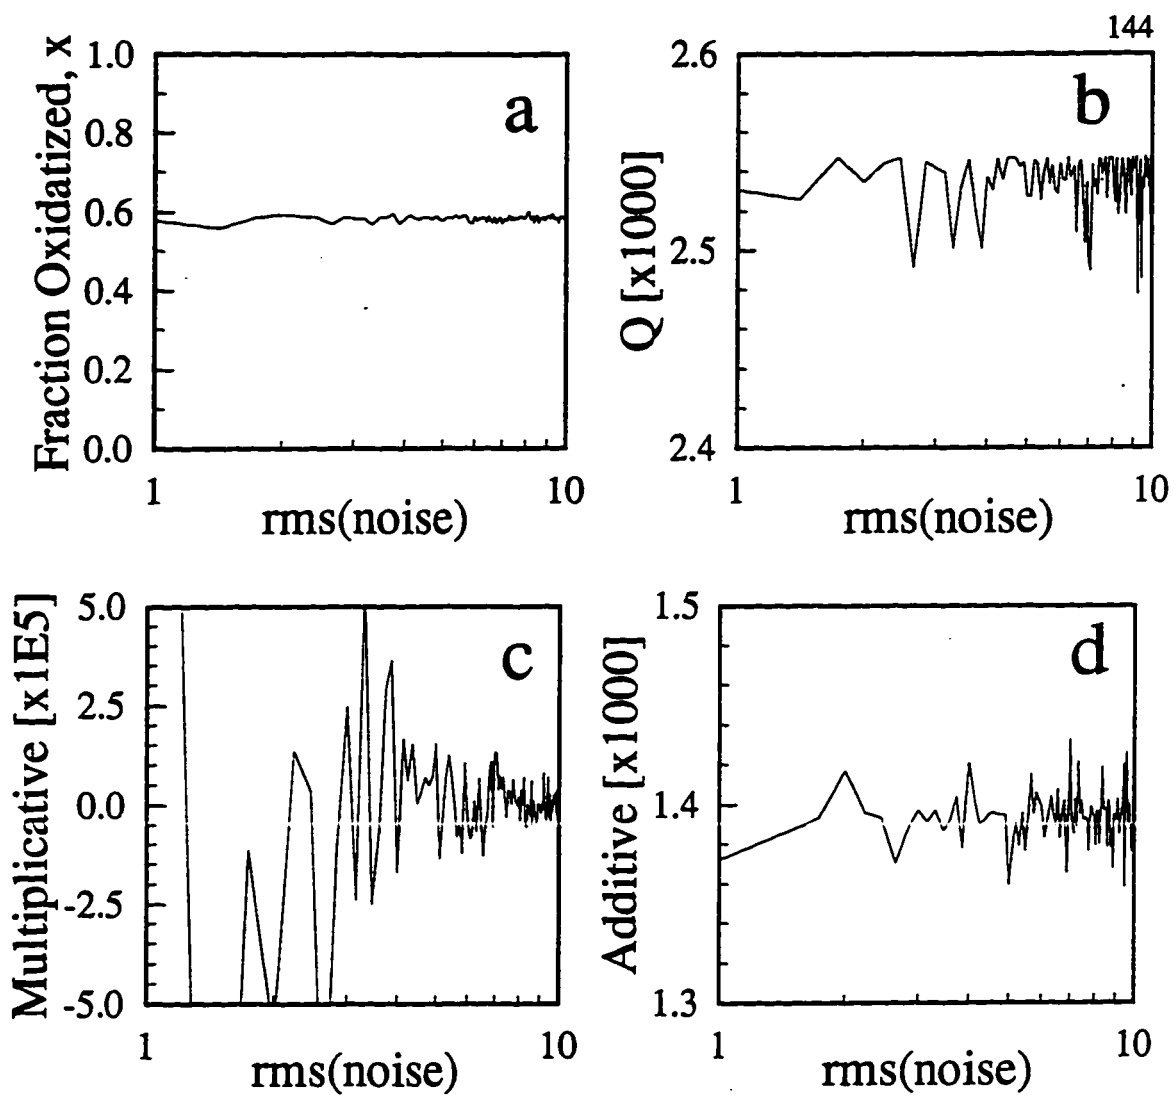 144
Fraction Oxidatized, x
1.0
0.8
0.6
0.4
0.2
0.0
a
1
10
rms(noise)
Q [x1000]
2.6
2.5
2.4
b
1
10
rms(noise)
Multiplicative [x1E5]
5.0
2.5
0.0
-2.5
-5.0
c
1
10
rms(noise)
Additive [x1000]
1.5
1.4
1.3
d
1
10
rms(noise)